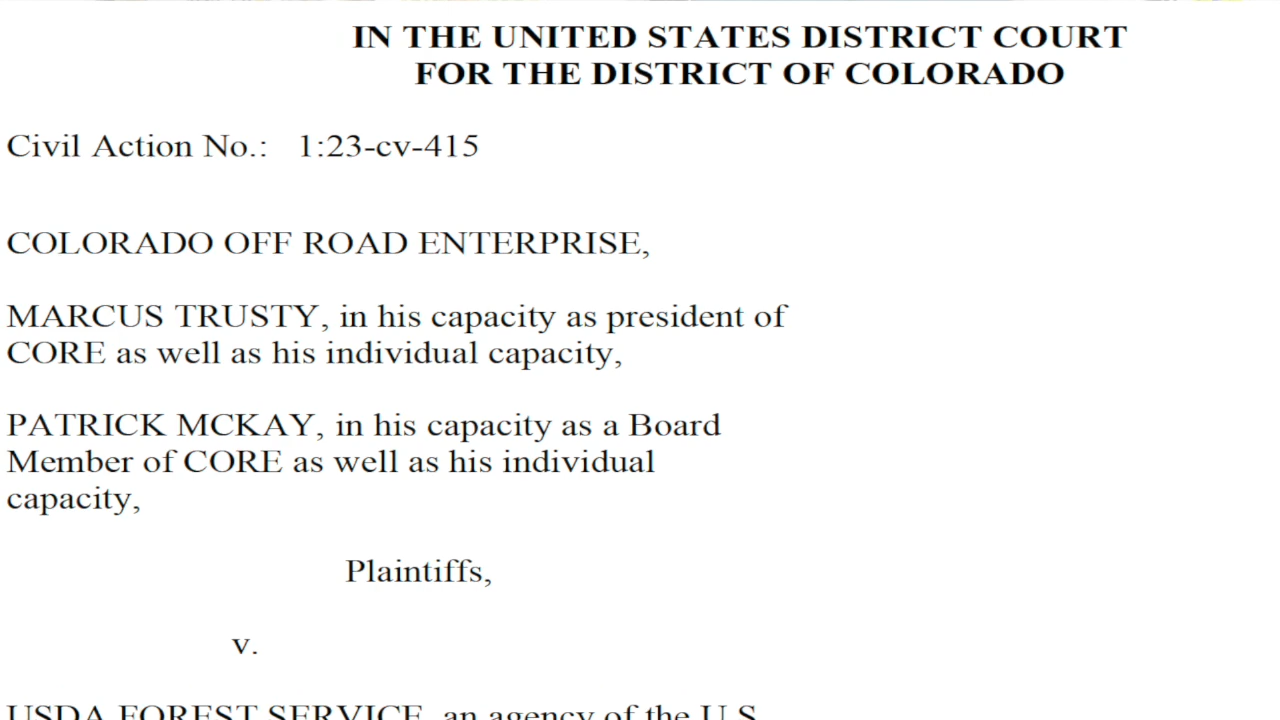 IN THE UNITED STATES DISTRICT COURT
FOR THE DISTRICT OF COLORADO
Civil Action No.: 1:23-cv-415
COLORADO OFF ROAD ENTERPRISE,
MARCUS TRUSTY, in his capacity as president of
CORE as well as his individual capacity,
PATRICK MCKAY, in his capacity as a Board
Member of CORE as well as his individual
capacity,
Plaintiffs,
v.
USDA FOREST SERVICE, an agency of the U.S.